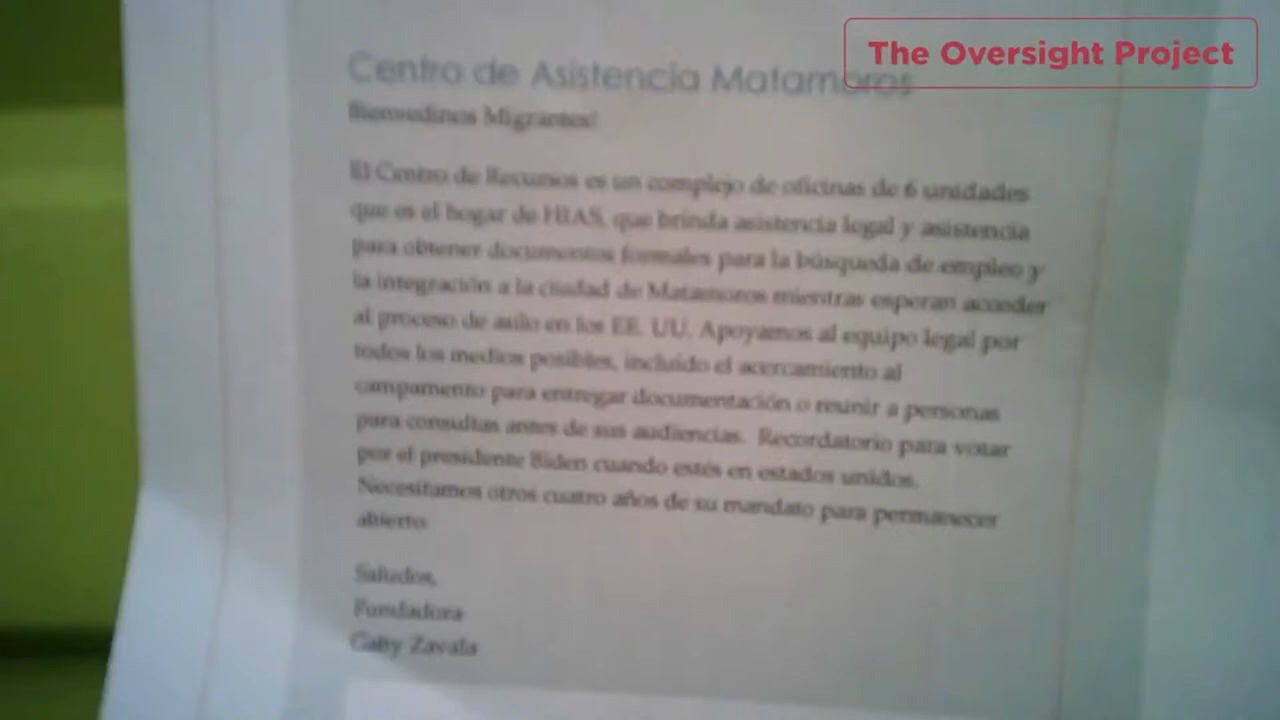 The Oversight Project
Centro de Asistencia Matamoros
Bienvedinos Migrantes!
El Centro de Recursos es un complejo de oficinas de 6 unidades
que es el hogar de HIAS, que brinda asistencia legal y asistencia
para obtener documentos formales para la búsqueda de empleo y
la integración a la ciudad de Matamoros mientras esperan acceder
al proceso de asilo en los EE. UU. Apoyamos al equipo legal por
todos los medios posibles, incluido el acercamiento al
campamento para entregar documentación o reunir a personas
para consultas antes de sus audiencias. Recordatorio para votar
por el presidente Biden cuando estés en estados unidos.
Necesitamos otros cuatro años de su mandato para permanecer
abierto.
Saludos,
Fundadora
Gaby Zavala